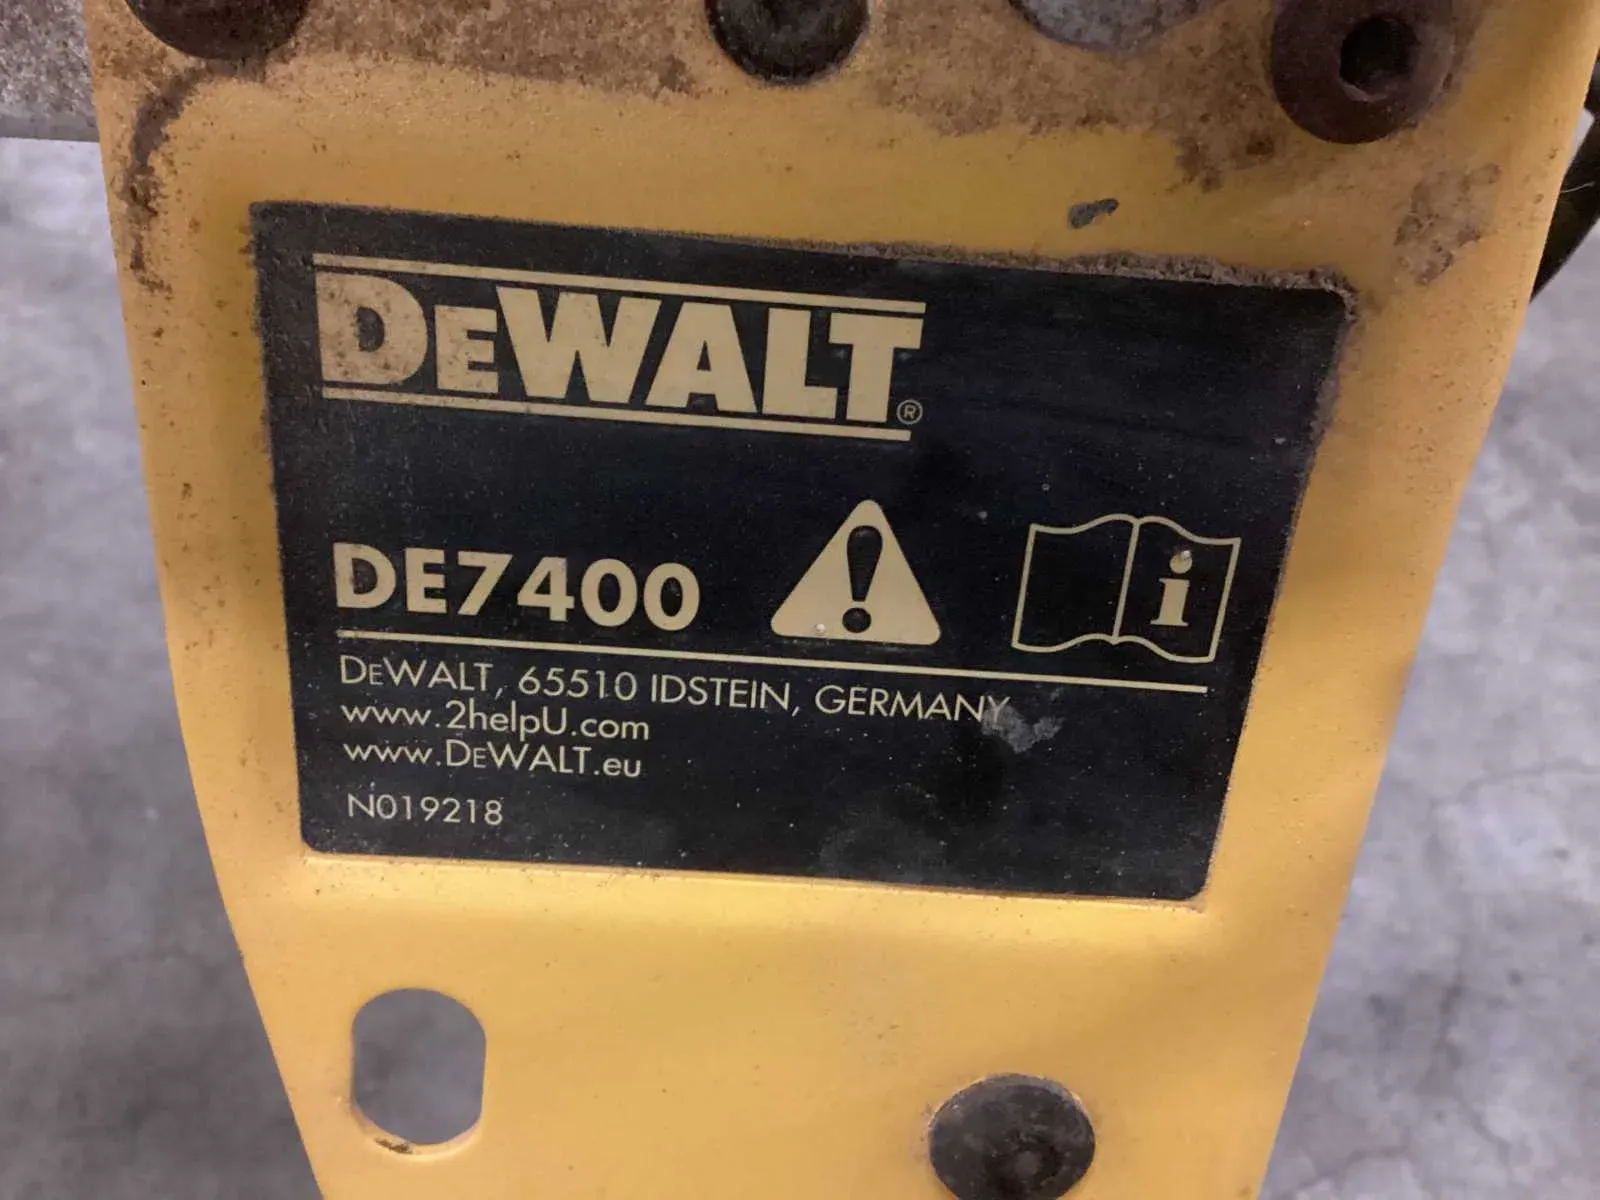 DEWALT®
DE7400
i
DEWALT, 65510 IDSTEIN, GERMANY
www.2helpU.com
www.DEWALT.eu
N019218